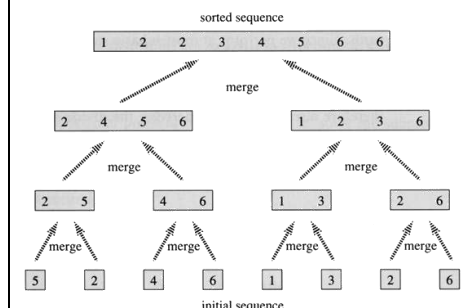 sorted sequence
1 2 2 3 4 5 6 6
merge
2 4 5 6 1 2 3 6
merge merge
2 5 4 6 1 3 2 6
merge merge merge merge
5 2 4 6 1 3 2 6
initial sequence